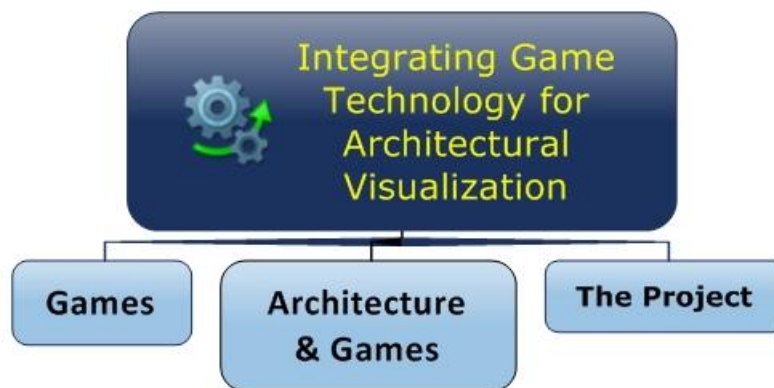 Integrating Game
Technology for
Architectural
Visualization
Games
Architecture
& Games
The Project